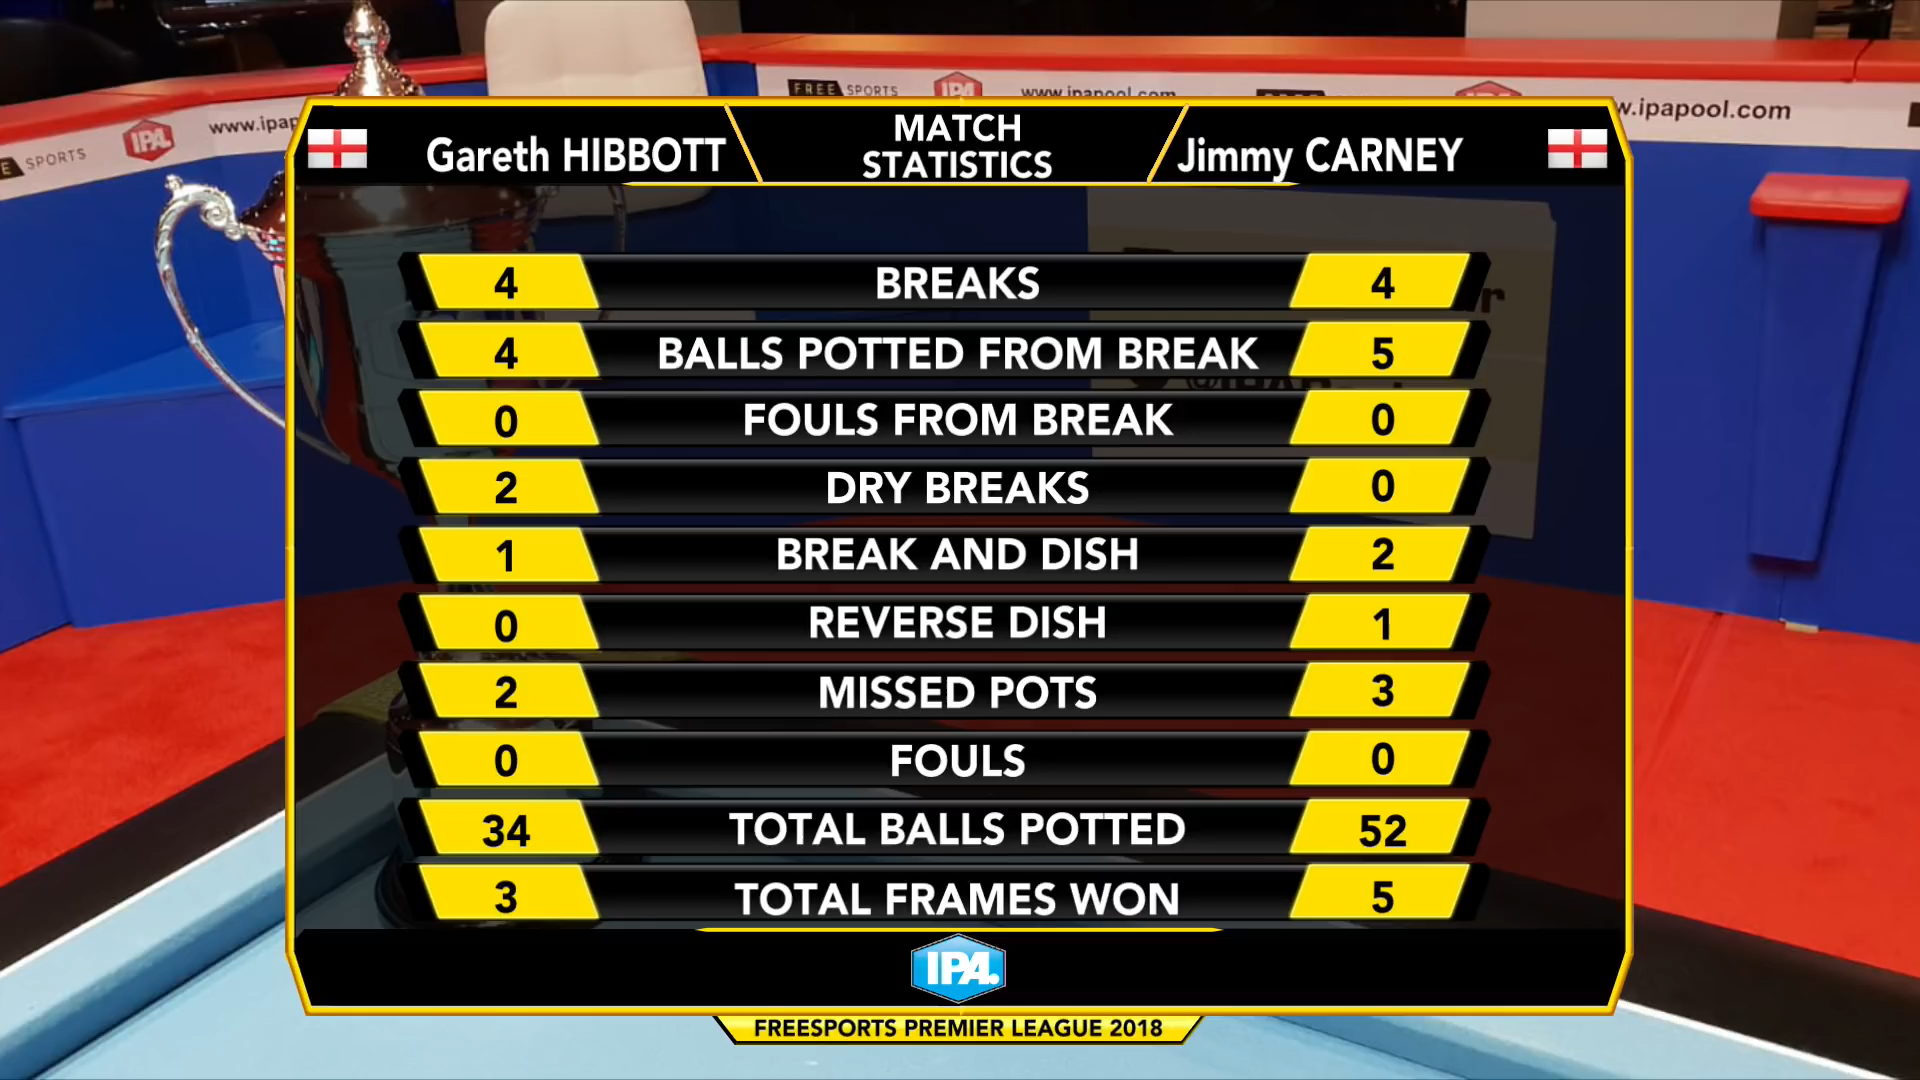 FREE SPORTS
IPA.
www.ipapool.com
w.ipapool.com
IPA.
www.ipap
SPORTS
Gareth HIBBOTT
MATCH
STATISTICS
Jimmy CARNEY
4 BREAKS 4
4 BALLS POTTED FROM BREAK 5
0 FOULS FROM BREAK 0
2 DRY BREAKS 0
1 BREAK AND DISH 2
0 REVERSE DISH 1
2 MISSED POTS 3
0 FOULS 0
34 TOTAL BALLS POTTED 52
3 TOTAL FRAMES WON 5
IPA.
FREESPORTS PREMIER LEAGUE 2018